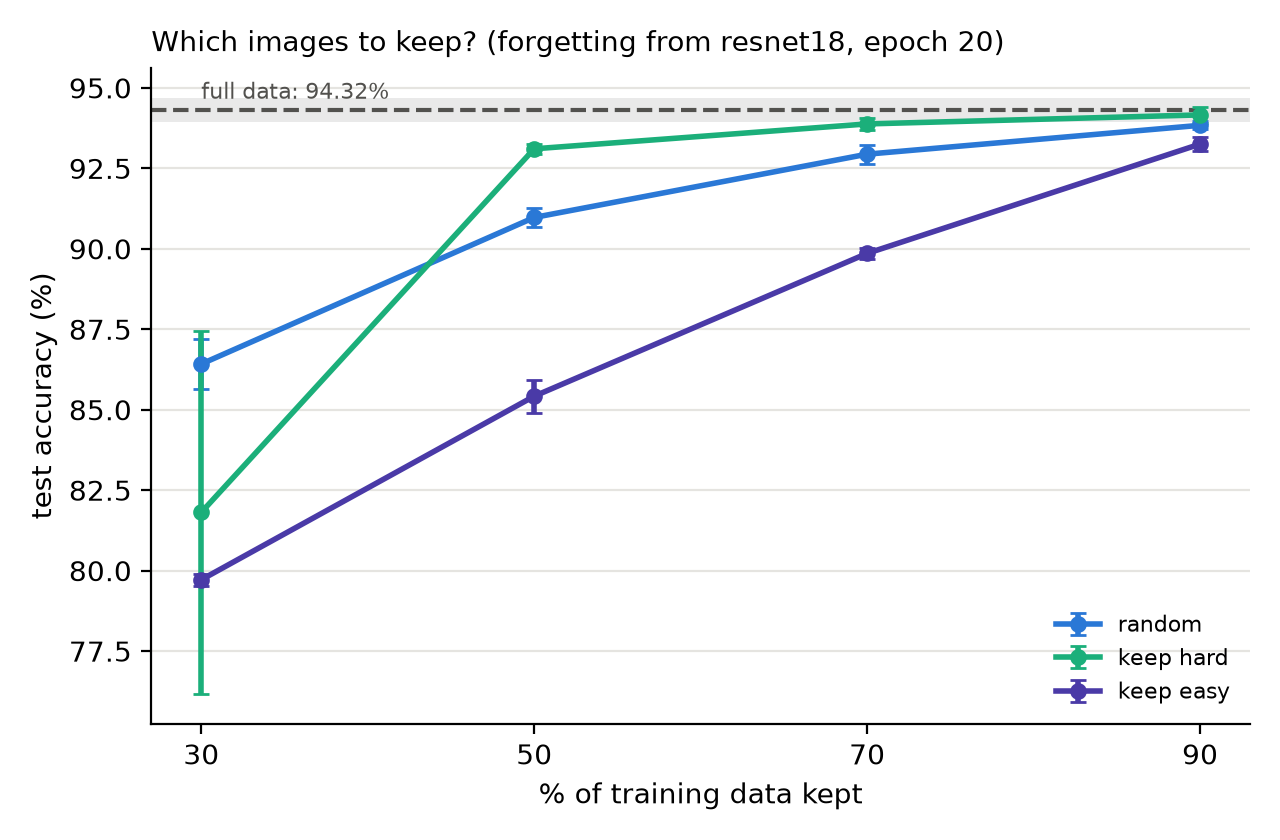 Which images to keep? (forgetting from resnet18, epoch 20)
full data: 94.32%
95.0
92.5
90.0
87.5
85.0
82.5
80.0
77.5
test accuracy (%)
random
keep hard
keep easy
30 50 70 90
% of training data kept